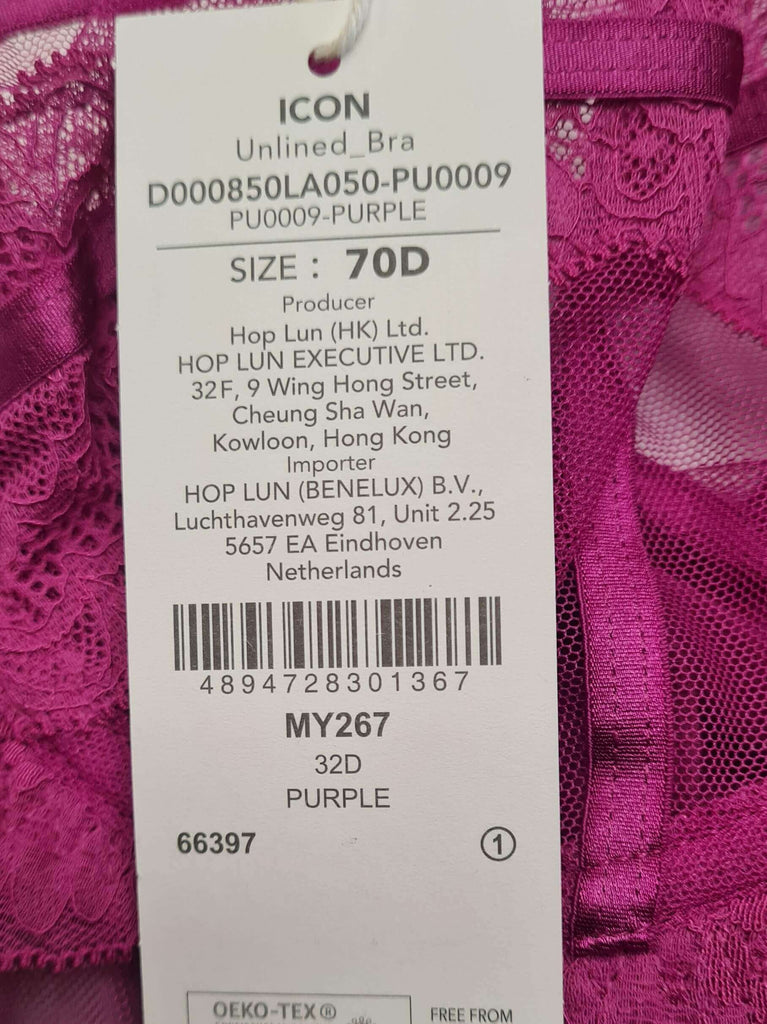 ICON
Unlined_Bra
D000850LA050-PU0009
PU0009-PURPLE
SIZE : 70D
Producer
Hop Lun (HK) Ltd.
HOP LUN EXECUTIVE LTD.
32F, 9 Wing Hong Street,
Cheung Sha Wan,
Kowloon, Hong Kong
Importer
HOP LUN (BENELUX) B.V.,
Luchthavenweg 81, Unit 2.25
5657 EA Eindhoven
Netherlands
4894728301367
MY267
32D
PURPLE
66397 ①
OEKO-TEX® FREE FROM